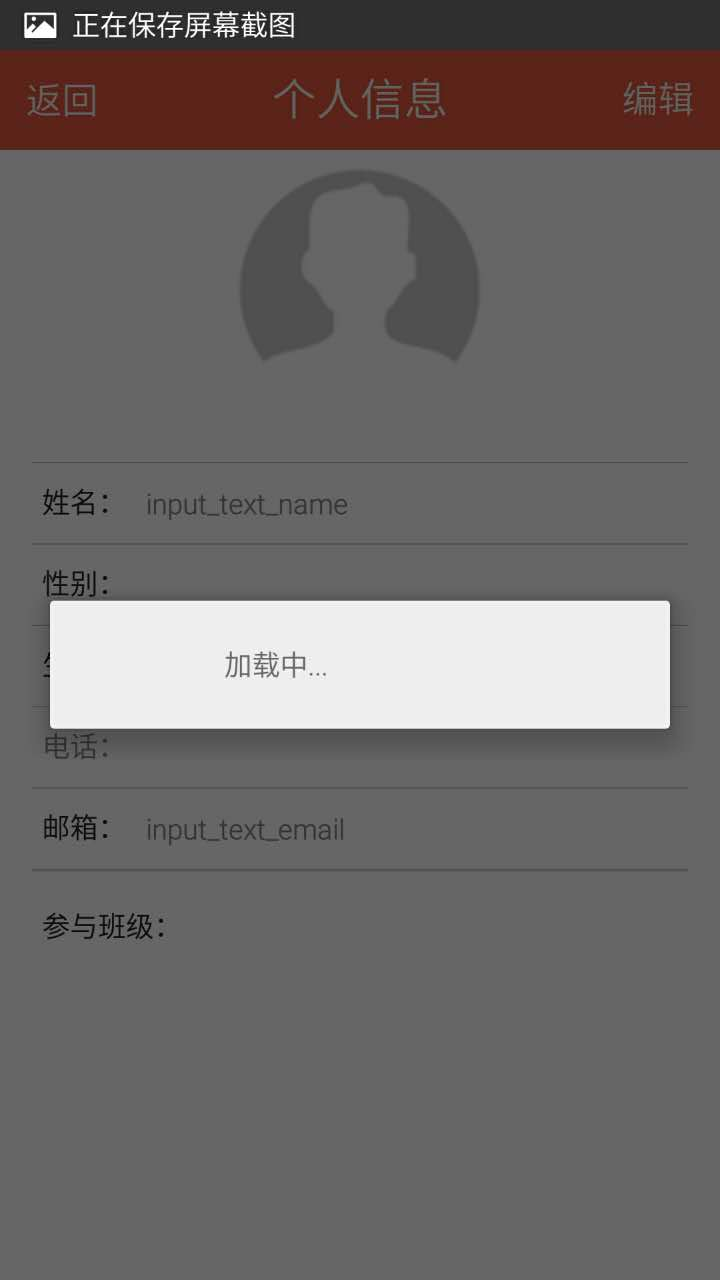 正在保存屏幕截图
返回 个人信息 编辑
姓名： input_text_name
性别：
加载中...
电话：
邮箱： input_text_email
参与班级：